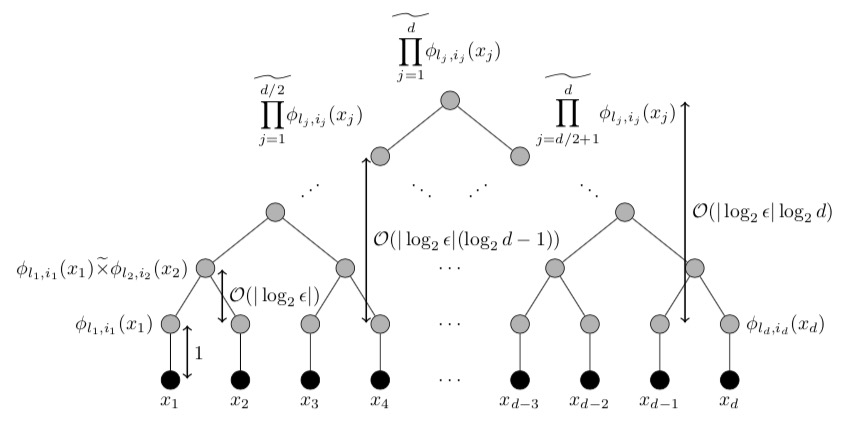 $\widetilde{\prod_{j=1}^{d}} \phi_{l_j,i_j}(x_j)$
$\widetilde{\prod_{j=1}^{d/2}} \phi_{l_j,i_j}(x_j)$
$\widetilde{\prod_{j=d/2+1}^{d}} \phi_{l_j,i_j}(x_j)$
$\mathcal{O}(|\log_2 \epsilon| \log_2 d)$
$\mathcal{O}(|\log_2 \epsilon|(\log_2 d - 1))$
$\phi_{l_1,i_1}(x_1) \widetilde{\times} \phi_{l_2,i_2}(x_2)$
···
$\mathcal{O}(|\log_2 \epsilon|)$
$\phi_{l_1,i_1}(x_1)$
···
$\phi_{l_d,i_d}(x_d)$
1
···
$x_1$ $x_2$ $x_3$ $x_4$ $x_{d-3}$ $x_{d-2}$ $x_{d-1}$ $x_d$